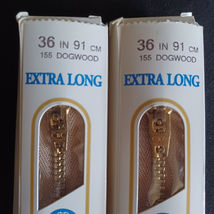 36 IN 91 CM
155 DOGWOOD
EXTRA LONG
36 IN 91 CM
155 DOGWOOD
EXTRA LONG